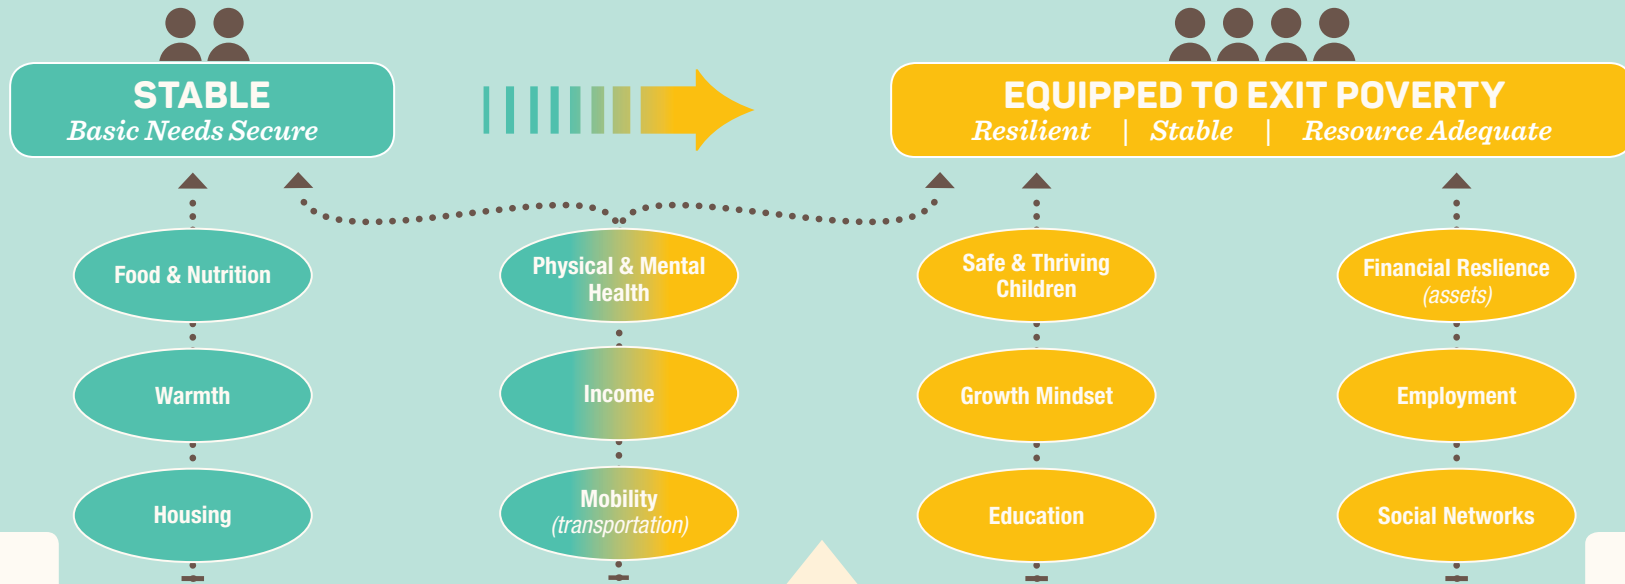 STABLE
Basic Needs Secure
EQUIPPED TO EXIT POVERTY
Resilient | Stable | Resource Adequate
Food & Nutrition
Warmth
Housing
Physical & Mental
Health
Income
Mobility
(transportation)
Safe & Thriving
Children
Growth Mindset
Education
Financial Reslience
(assets)
Employment
Social Networks